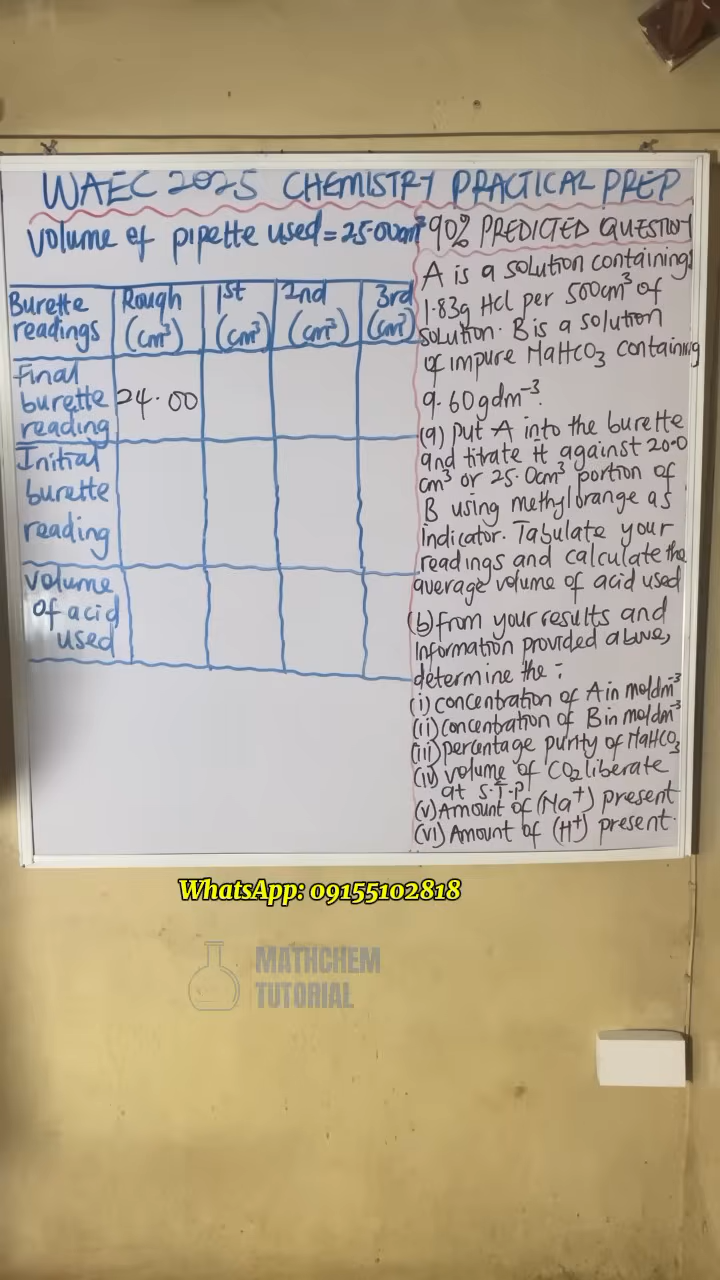 WAEC 2025 CHEMISTRY PRACTICAL PREP
Volume of pipette used = 25.00cm³
Burette readings
Rough (cm³)
1st (cm³)
2nd (cm³)
3rd (cm³)
Final
burette
reading
24.00
Initial
burette
reading
Volume
of acid
used
90% PREDICTED QUESTION
A is a solution containing
1.83g HCl per 500cm³ of
solution. B is a solution
of impure NaHCO₃ containing
9.60gdm⁻³.
(a) Put A into the burette
and titrate it against 20.0
cm³ or 25.0cm³ portion of
B using methyl orange as
indicator. Tabulate your
readings and calculate the
average volume of acid used
(b) from your results and
information provided above,
determine the:
(i) concentration of A in moldm⁻³
(ii) concentration of B in moldm⁻³
(iii) percentage purity of NaHCO₃
(iv) volume of CO₂ liberate
at S.T.P
(v) Amount of (Na⁺) present
(vi) Amount of (H⁺) present.
WhatsApp: 09155102818
MATHCHEM
TUTORIAL